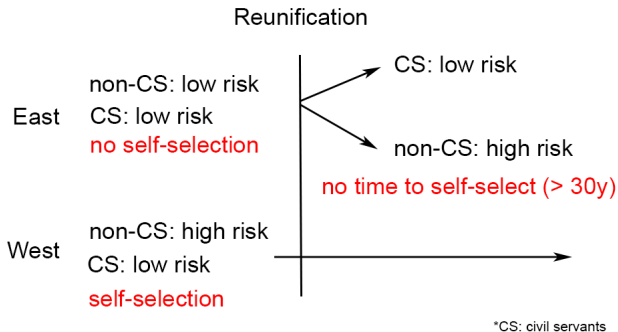 Reunification
East
non-CS: low risk
CS: low risk
no self-selection
CS: low risk
non-CS: high risk
no time to self-select (> 30y)
West
non-CS: high risk
CS: low risk
self-selection
*CS: civil servants